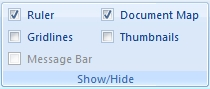 Ruler Document Map
Gridlines Thumbnails
Message Bar
Show/Hide